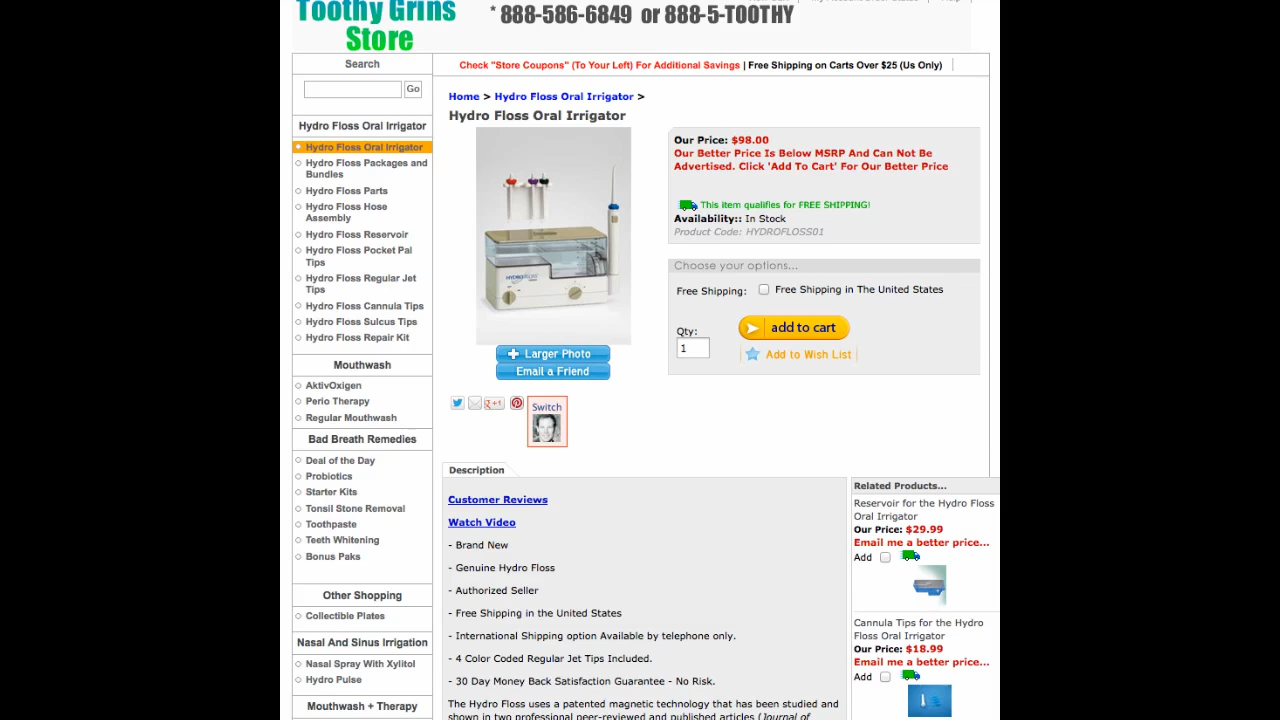 Toothy Grins
Store
* 888-586-6849 or 888-5-TOOTHY
Search
Go
Check "Store Coupons" (To Your Left) For Additional Savings | Free Shipping on Carts Over $25 (Us Only)
Hydro Floss Oral Irrigator
Hydro Floss Oral Irrigator
Hydro Floss Packages and
Bundles
Hydro Floss Parts
Hydro Floss Hose
Assembly
Hydro Floss Reservoir
Hydro Floss Pocket Pal
Tips
Hydro Floss Regular Jet
Tips
Hydro Floss Cannula Tips
Hydro Floss Sulcus Tips
Hydro Floss Repair Kit
Mouthwash
AktivOxigen
Perio Therapy
Regular Mouthwash
Bad Breath Remedies
Deal of the Day
Probiotics
Starter Kits
Tonsil Stone Removal
Toothpaste
Teeth Whitening
Bonus Paks
Other Shopping
Collectible Plates
Nasal And Sinus Irrigation
Nasal Spray With Xylitol
Hydro Pulse
Mouthwash + Therapy
Home > Hydro Floss Oral Irrigator >
Hydro Floss Oral Irrigator
Larger Photo
Email a Friend
+1
Switch
Our Price: $98.00
Our Better Price Is Below MSRP And Can Not Be
Advertised. Click 'Add To Cart' For Our Better Price
This item qualifies for FREE SHIPPING!
Availability:: In Stock
Product Code: HYDROFLOSS01
Choose your options...
Free Shipping: Free Shipping in The United States
Qty:
1
add to cart
Add to Wish List
Description
Customer Reviews
Watch Video
- Brand New
- Genuine Hydro Floss
- Authorized Seller
- Free Shipping in the United States
- International Shipping option Available by telephone only.
- 4 Color Coded Regular Jet Tips Included.
- 30 Day Money Back Satisfaction Guarantee - No Risk.
The Hydro Floss uses a patented magnetic technology that has been studied and
shown in two professional peer-reviewed and published articles (Journal of
Related Products...
Reservoir for the Hydro Floss
Oral Irrigator
Our Price: $29.99
Email me a better price...
Add
Cannula Tips for the Hydro
Floss Oral Irrigator
Our Price: $18.99
Email me a better price...
Add